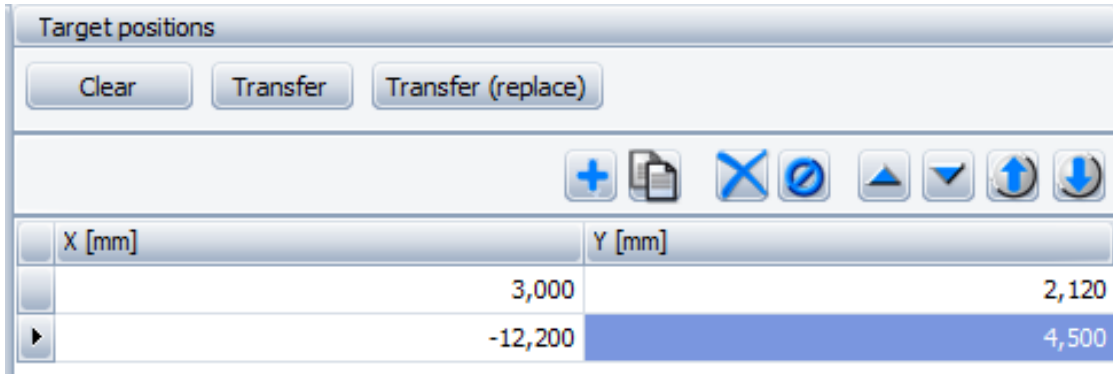 Target positions
Clear Transfer Transfer (replace)
X [mm] Y [mm]
3,000 2,120
-12,200 4,500